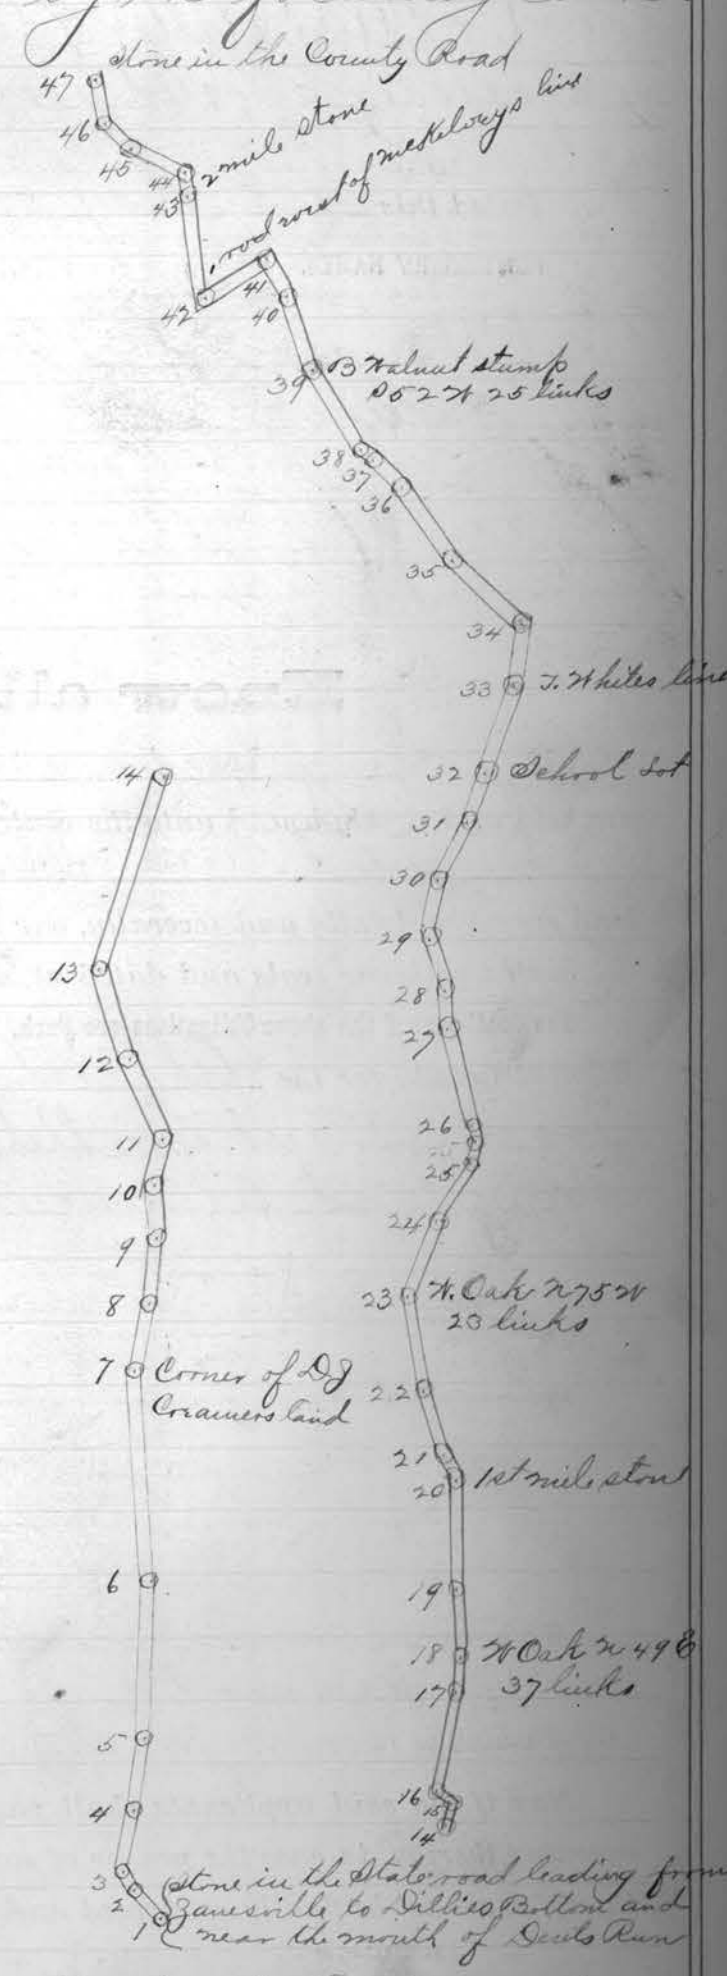 Stone in the County Road
47
46
45
44
2 mile stone
43
1 rod west of McKelveys line
42
41
40
39 B Walnut stump
S 52 W 25 links
38
37
36
35
34
33 T. Whites line
32 School Lot
31
30
29
28
27
26
25
24
23 W. Oak N 75 W
23 links
22
21
20 1st mile stone
19
18 W Oak N 49 E
37 links
17
16
15
14
14
13
12
11
10
9
8
7 Corner of D J
Creamers land
6
5
4
3
2
1
Stone in the State road leading from
Zanesville to Dillies Bottom and
near the mouth of Devils Run